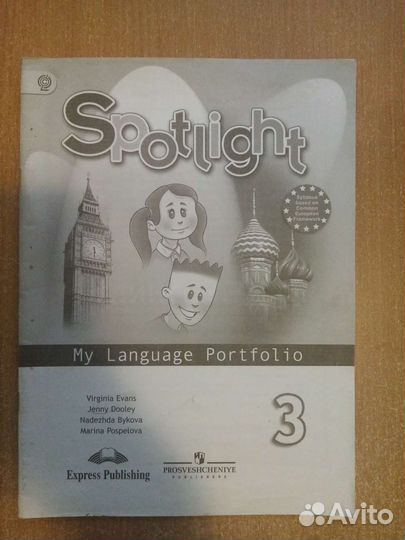 Spotlight
Syllabus
based on
Common
European
Framework
My Language Portfolio
Virginia Evans
Jenny Dooley
Nadezhda Bykova
Marina Pospelova
3
Express Publishing
PROSVESHCHENIYE
PUBLISHERS
Avito